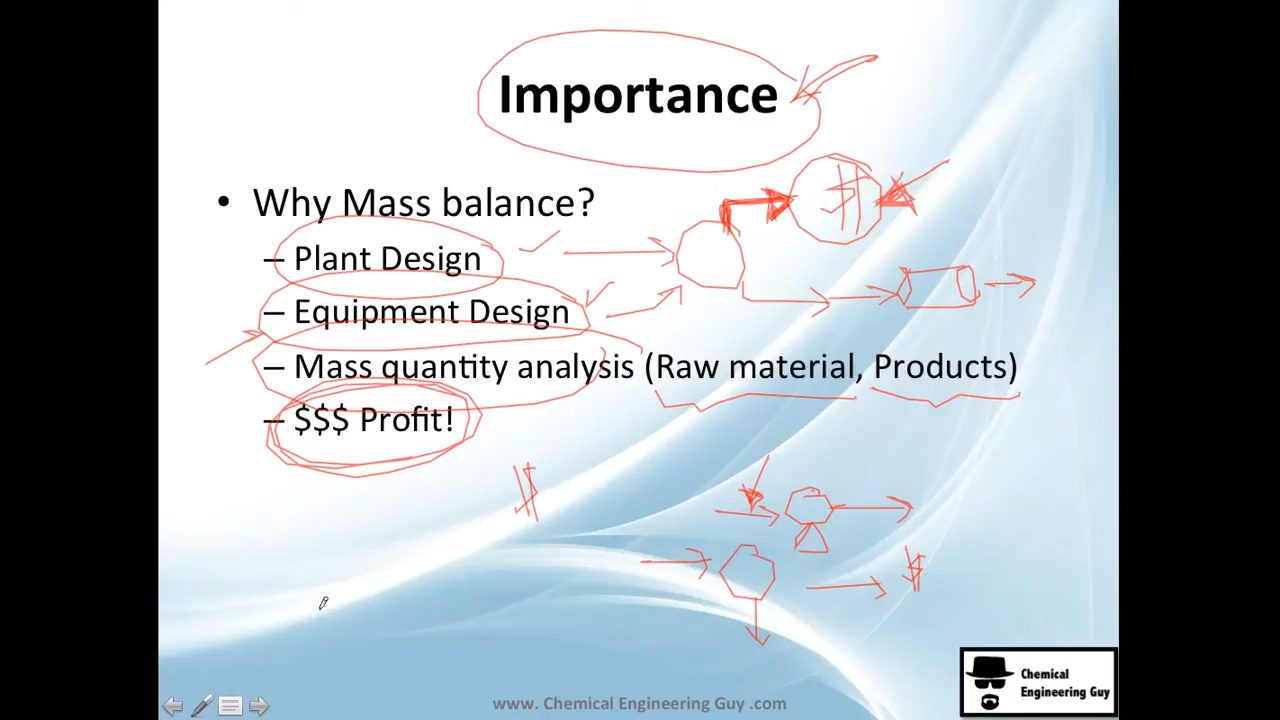 Importance
$
• Why Mass balance?
– Plant Design
– Equipment Design
– Mass quantity analysis (Raw material, Products)
– $$$ Profit!
$
$
www. Chemical Engineering Guy .com
Chemical
Engineering Guy